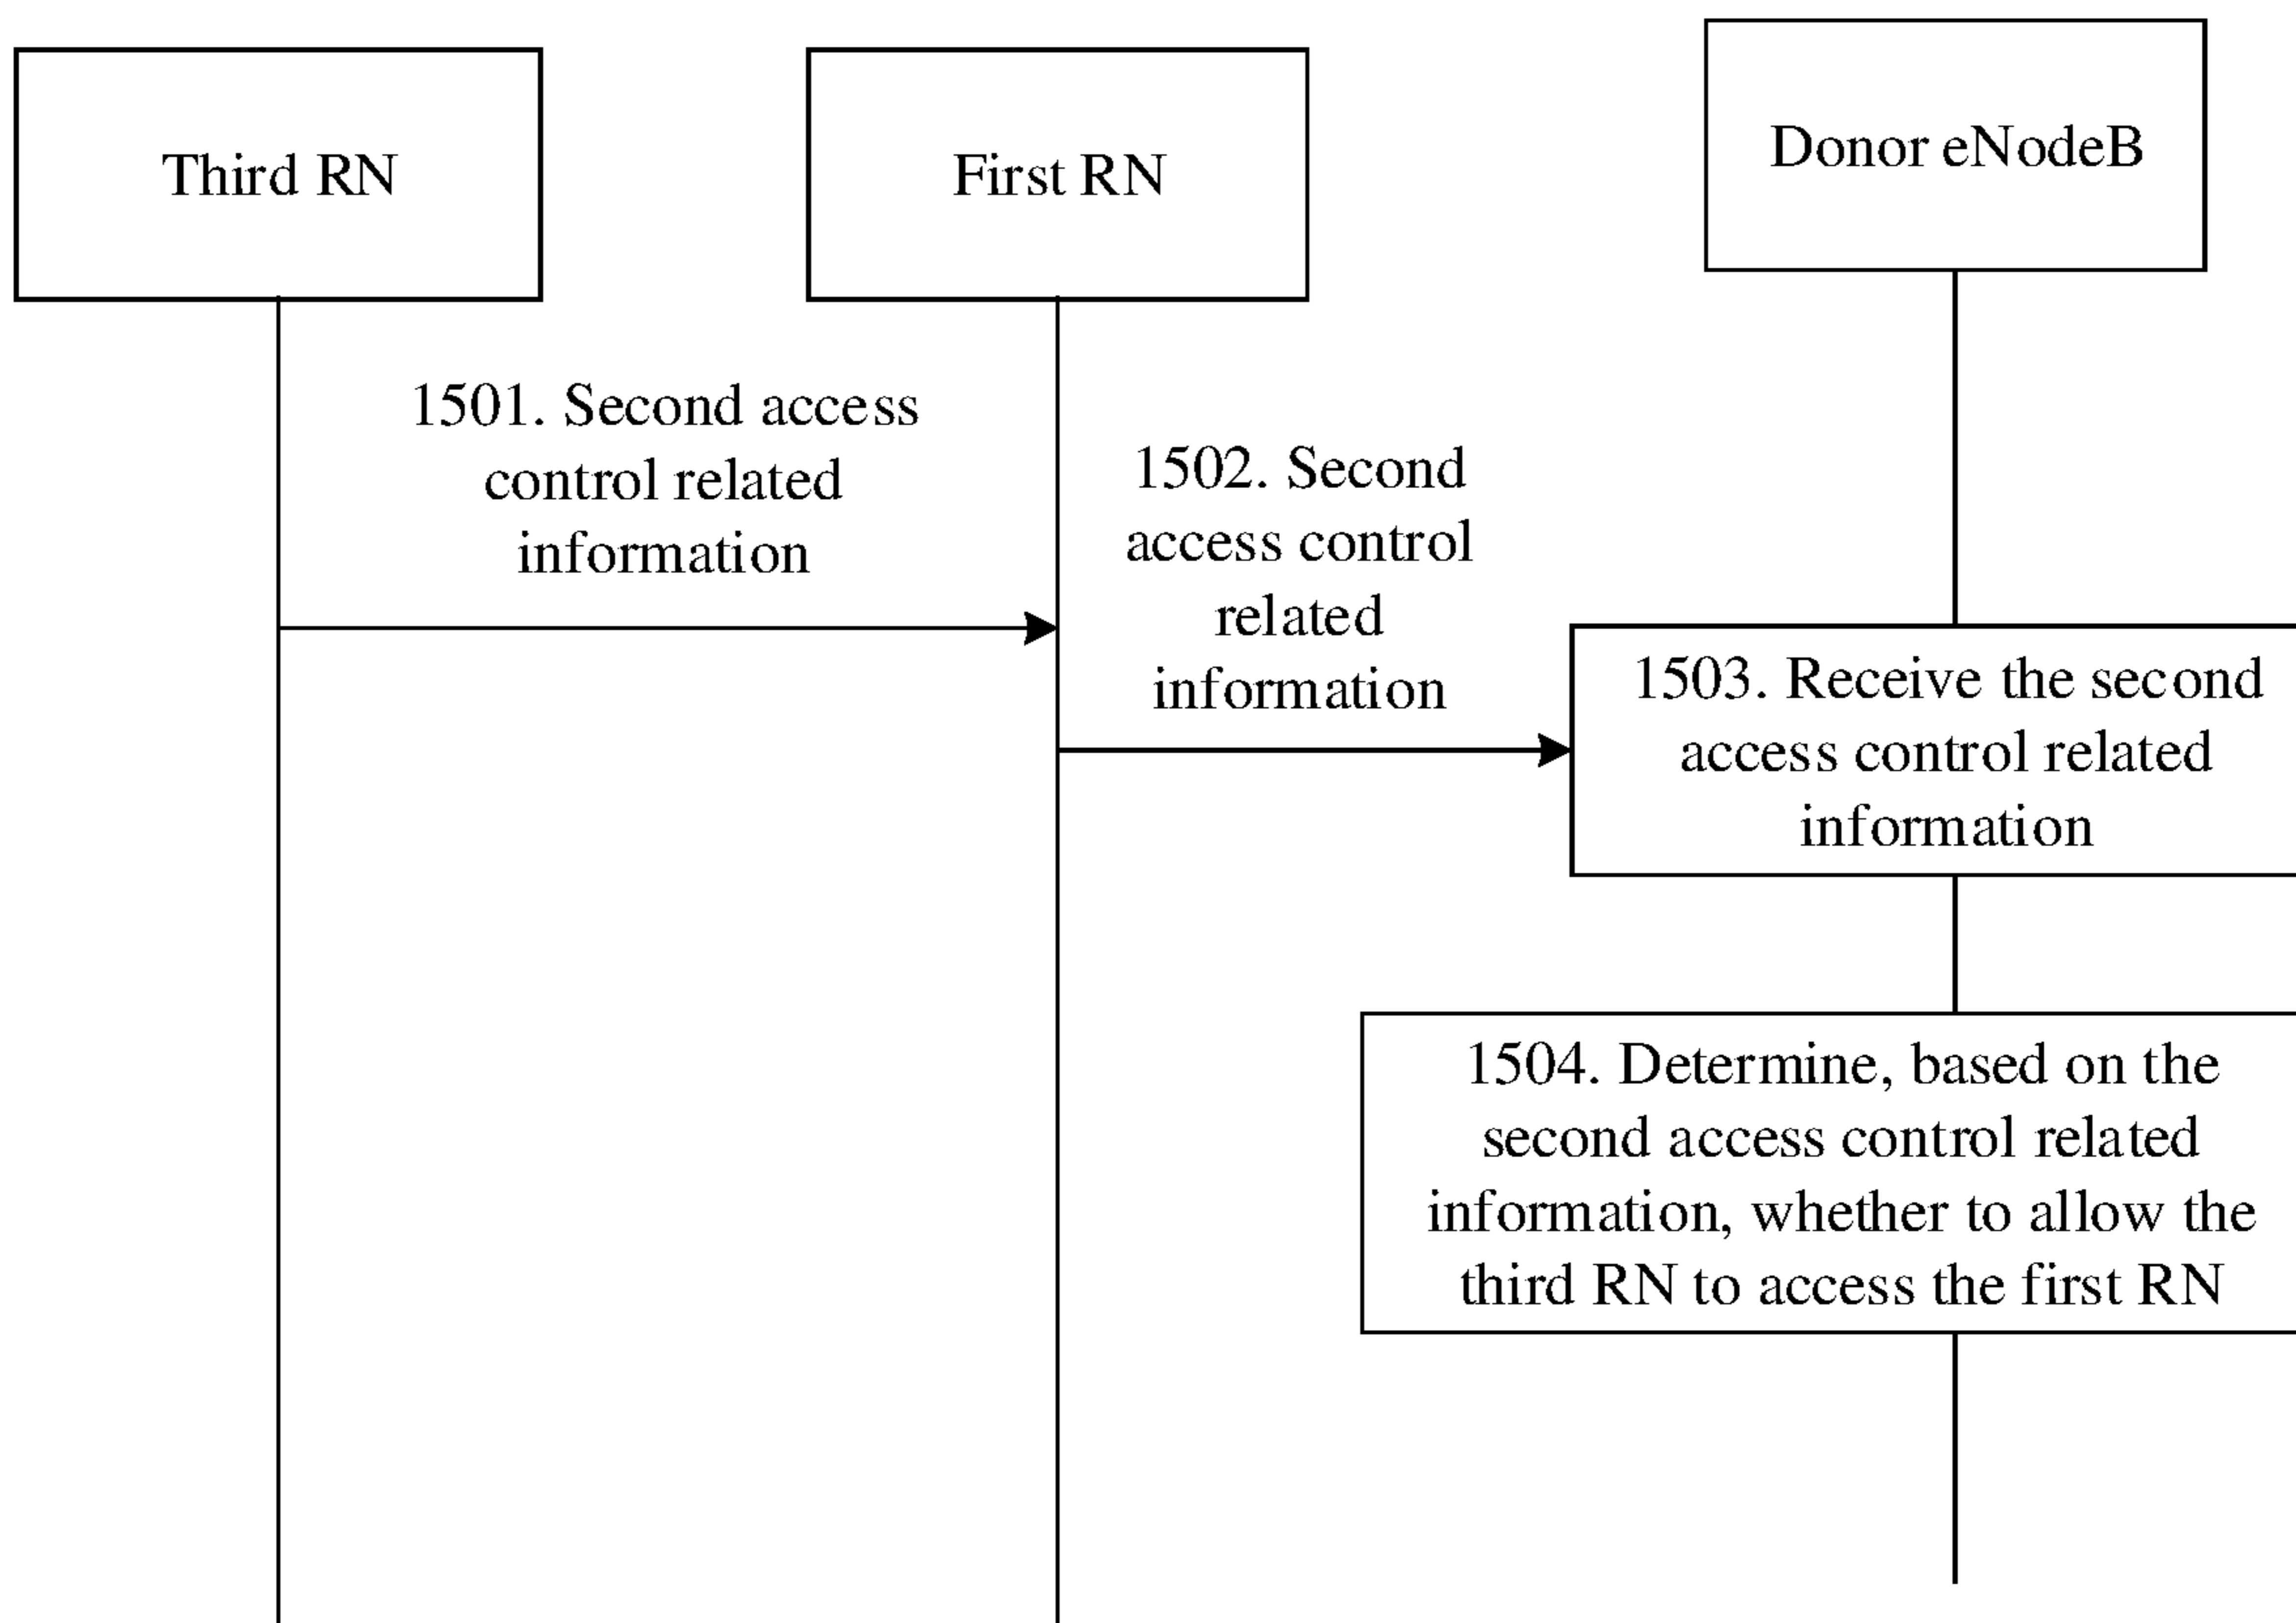 Third RN
First RN
Donor eNodeB
1501. Second access
control related
information
1502. Second
access control
related
information
1503. Receive the second
access control related
information
1504. Determine, based on the
second access control related
information, whether to allow the
third RN to access the first RN